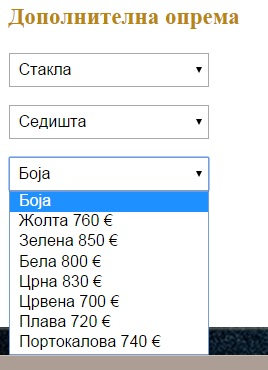 Дополнителна опрема
Стакла
Седишта
Боја
Боја
Жолта 760 €
Зелена 850 €
Бела 800 €
Црна 830 €
Црвена 700 €
Плава 720 €
Портокалова 740 €